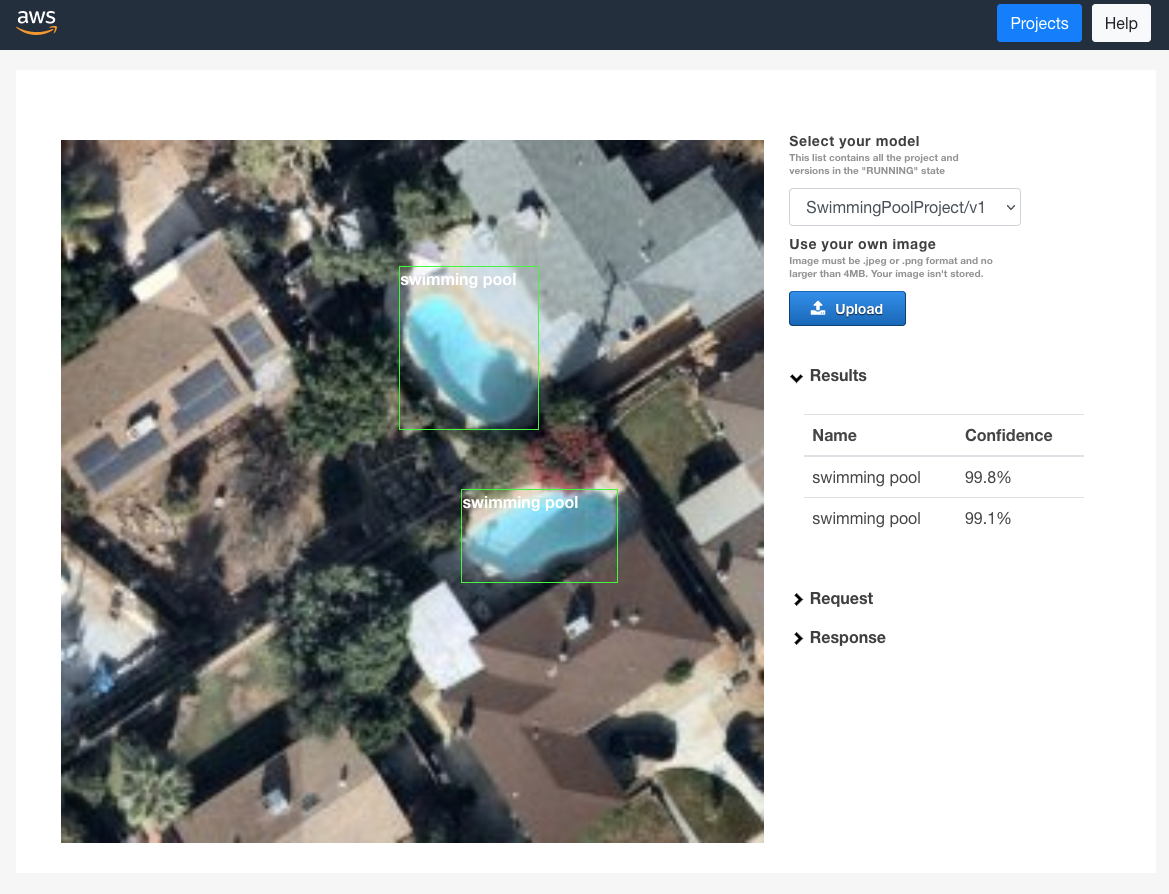 aws
Projects
Help
Select your model
This list contains all the project and
versions in the "RUNNING" state
SwimmingPoolProject/v1
Use your own image
Image must be .jpeg or .png format and no
larger than 4MB. Your image isn't stored.
Upload
swimming pool
swimming pool
Results
Name Confidence
swimming pool 99.8%
swimming pool 99.1%
Request
Response